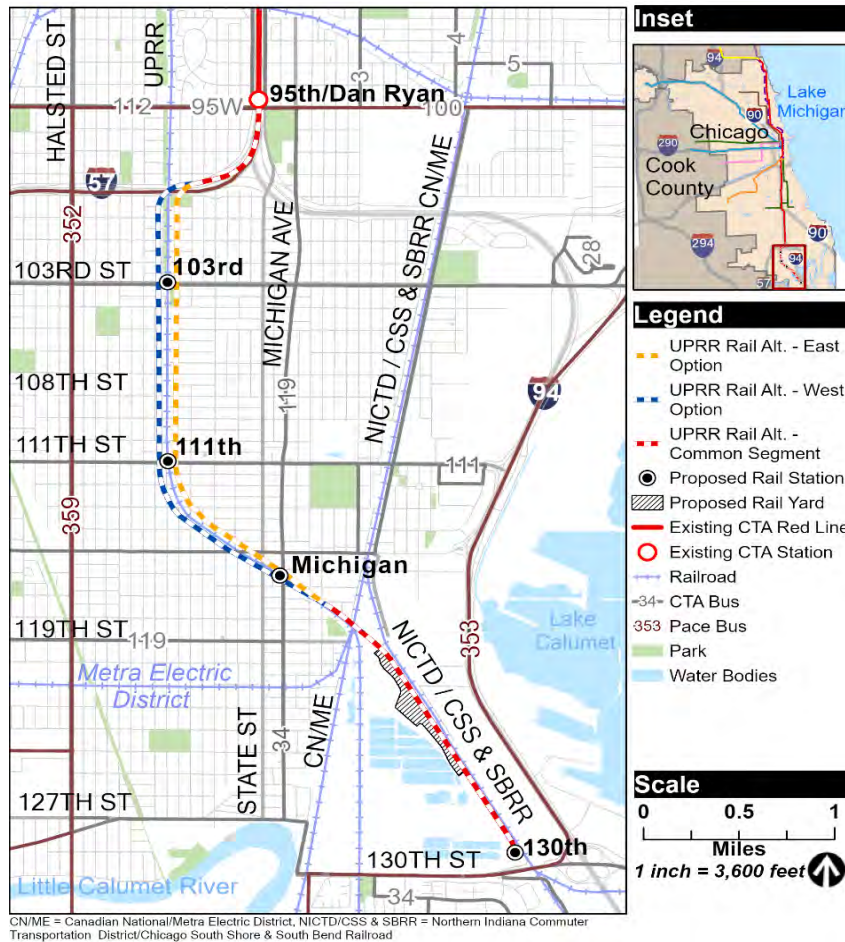 HALSTED ST
UPRR
4
5
3
95th/Dan Ryan
112
95W
100
57
352
MICHIGAN AVE
NICTD / CSS & SBRR CN/ME
28
103rd
103RD ST
94
108TH ST
119
111th
111TH ST
111
359
Michigan
Lake
Calumet
353
119TH ST
119
Metra Electric
District
NICTD / CSS & SBRR
STATE ST
34
CN/ME
127TH ST
130th
130TH ST
Little Calumet River
34
CN/ME = Canadian National/Metra Electric District, NICTD/CSS & SBRR = Northern Indiana Commuter
Transportation District/Chicago South Shore & South Bend Railroad
Inset
94
Lake
Michigan
90
Chicago
290
Cook
County
294
90
94
57
Legend
UPRR Rail Alt. - East
Option
UPRR Rail Alt. - West
Option
UPRR Rail Alt. -
Common Segment
Proposed Rail Station
Proposed Rail Yard
Existing CTA Red Line
Existing CTA Station
Railroad
34 CTA Bus
353 Pace Bus
Park
Water Bodies
Scale
0 0.5 1
Miles
1 inch = 3,600 feet